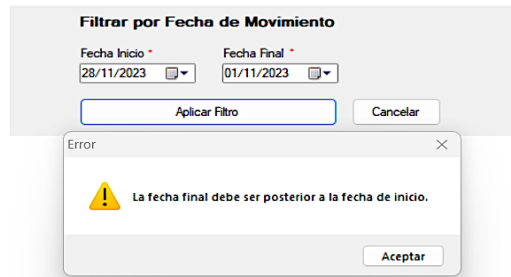 Filtrar por Fecha de Movimiento
Fecha Inicio * Fecha Final *
28/11/2023 01/11/2023
Aplicar Filtro Cancelar
Error
La fecha final debe ser posterior a la fecha de inicio.
Aceptar